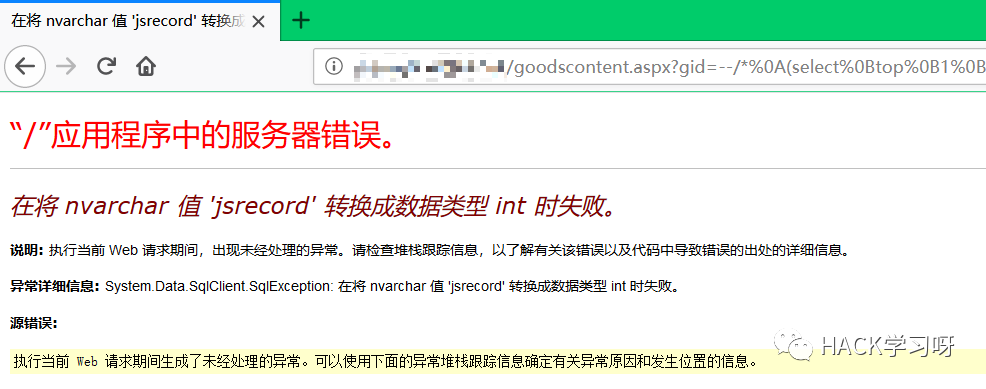 在将 nvarchar 值 'jsrecord' 转换成
/goodscontent.aspx?gid=--/*%0A(select%0Btop%0B1%0B
“/”应用程序中的服务器错误。
在将 nvarchar 值 'jsrecord' 转换成数据类型 int 时失败。
说明: 执行当前 Web 请求期间，出现未经处理的异常。请检查堆栈跟踪信息，以了解有关该错误以及代码中导致错误的出处的详细信息。
异常详细信息: System.Data.SqlClient.SqlException: 在将 nvarchar 值 'jsrecord' 转换成数据类型 int 时失败。
源错误:
执行当前 Web 请求期间生成了未经处理的异常。可以使用下面的异常堆栈跟踪信息确定有关异常原因和发生位置的信息。
HACK学习呀